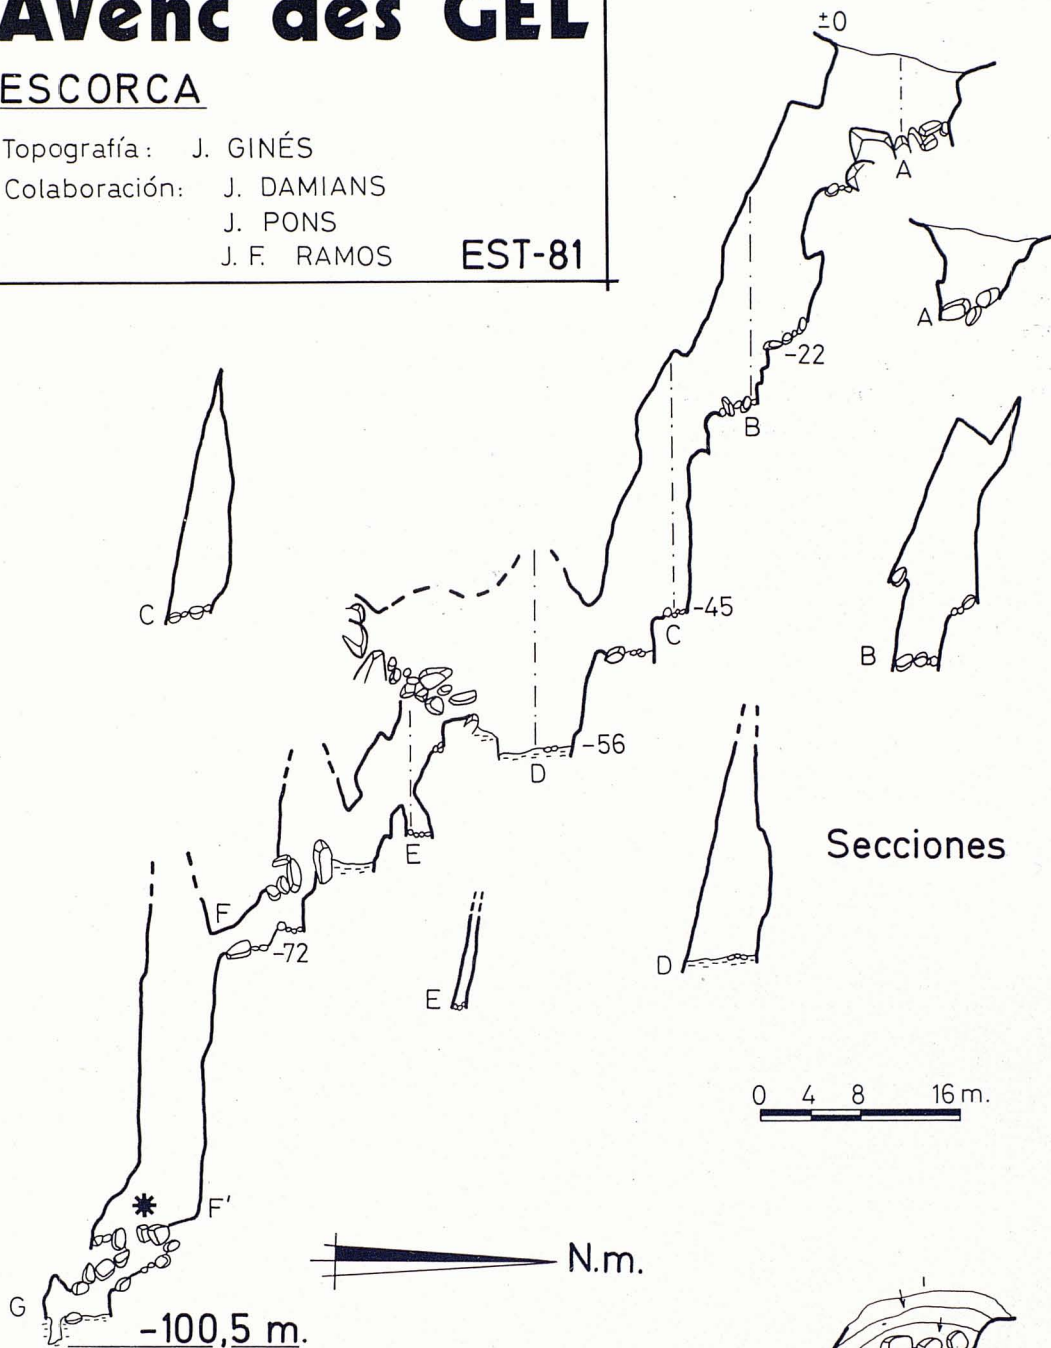 Avenc des GEL
ESCORCA
Topografía: J. GINÉS
Colaboración: J. DAMIANS
J. PONS
J. F. RAMOS
EST-81
±0
A
A
-22
B
B
C
-45
C
-56
D
E
F
-72
D
E
Secciones
0 4 8 16 m.
F'
N.m.
G
-100,5 m.